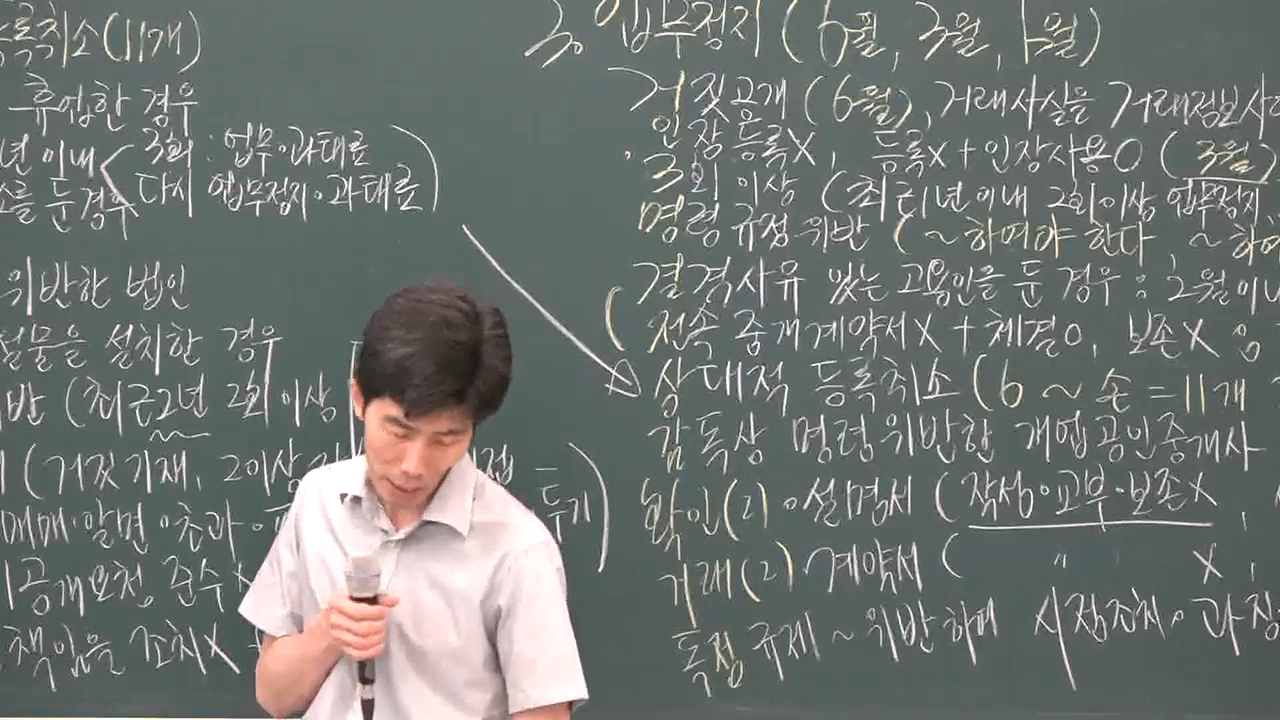 록취소(11개)
휴업한 경우
년 이내 3회 : 업무·과태료
다시 업무정지·과태료
소를 둔 경우
위반한 법인
설물을 설치한 경우
반 (최근2년 2회 이상
(거짓기재, 2이상
매매·알면·초과
공개요청 준수X
책임을 조치X
3. 업무정지 (6월, 3월, 1월)
거짓공개 (6월), 거래사실을 거래정보사
인장등록X, 등록X+인장사용O (3월)
3회 이상 (최근1년 이내 2회이상 업무정지
명령 규정 위반 (~하여야 한다, ~하여
결격사유 있는 고용인을 둔 경우 : 2월 이내
(전속 중개계약서X + 체결O, 보존X :
상대적 등록취소 (6 ~ 손 = 11개
감독상 명령위반한 개업공인중개사
확인(2)·설명서 (작성·교부·보존X,
거래(2) 계약서 ( 〃 X,
독점규제 ~ 위반하며 시정조치·과징